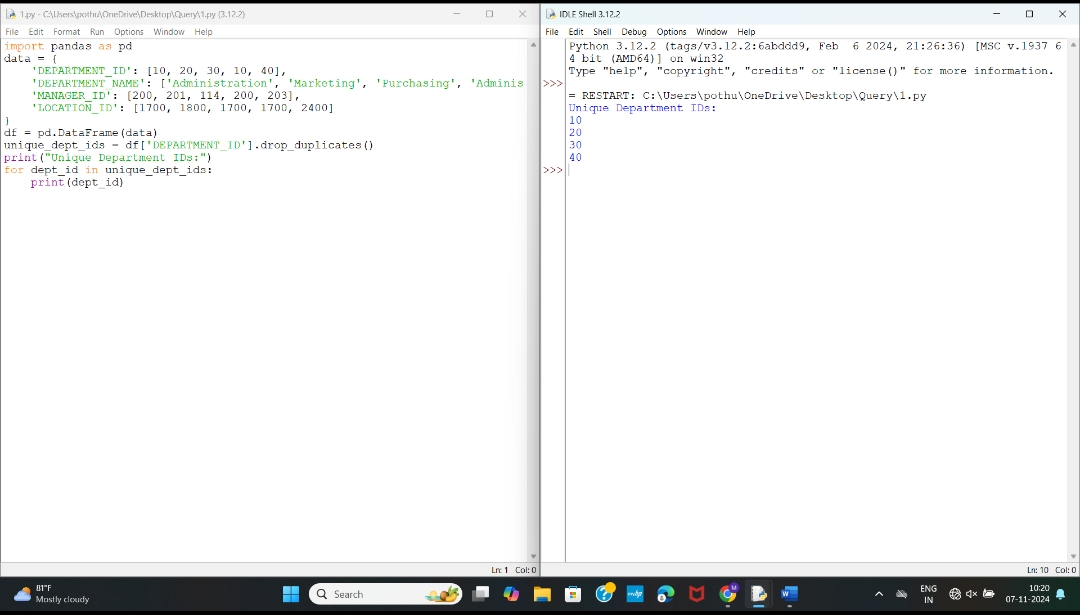 1.py - C:\Users\pothu\OneDrive\Desktop\Query\1.py (3.12.2)
File Edit Format Run Options Window Help
import pandas as pd
data = {
    'DEPARTMENT_ID': [10, 20, 30, 10, 40],
    'DEPARTMENT_NAME': ['Administration', 'Marketing', 'Purchasing', 'Adminis
    'MANAGER_ID': [200, 201, 114, 200, 203],
    'LOCATION_ID': [1700, 1800, 1700, 1700, 2400]
}
df = pd.DataFrame(data)
unique_dept_ids = df['DEPARTMENT_ID'].drop_duplicates()
print("Unique Department IDs:")
for dept_id in unique_dept_ids:
    print(dept_id)
Ln: 1 Col: 0
IDLE Shell 3.12.2
File Edit Shell Debug Options Window Help
Python 3.12.2 (tags/v3.12.2:6abddd9, Feb  6 2024, 21:26:36) [MSC v.1937 6
4 bit (AMD64)] on win32
Type "help", "copyright", "credits" or "license()" for more information.
>>>
= RESTART: C:\Users\pothu\OneDrive\Desktop\Query\1.py
Unique Department IDs:
10
20
30
40
>>>
Ln: 10 Col: 0
81°F
Mostly cloudy
Search
ENG
IN
10:20
07-11-2024